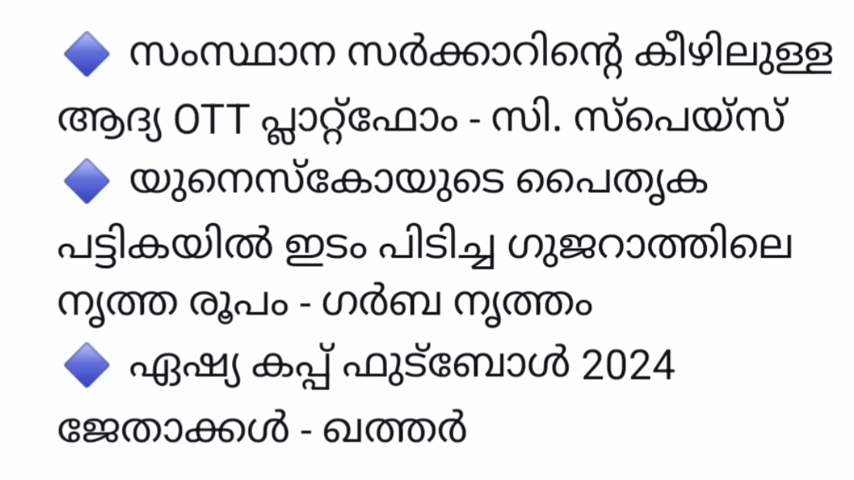 🔹 സംസ്ഥാന സർക്കാറിന്റെ കീഴിലുള്ള
ആദ്യ OTT പ്ലാറ്റ്ഫോം - സി. സ്പെയ്സ്
🔹 യുനെസ്കോയുടെ പൈതൃക
പട്ടികയിൽ ഇടം പിടിച്ച ഗുജറാത്തിലെ
നൃത്ത രൂപം - ഗർബ നൃത്തം
🔹 ഏഷ്യ കപ്പ് ഫുട്ബോൾ 2024
ജേതാക്കൾ - ഖത്തർ